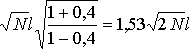 √Nl √((1+0,4)/(1−0,4)) = 1,53√2 Nl